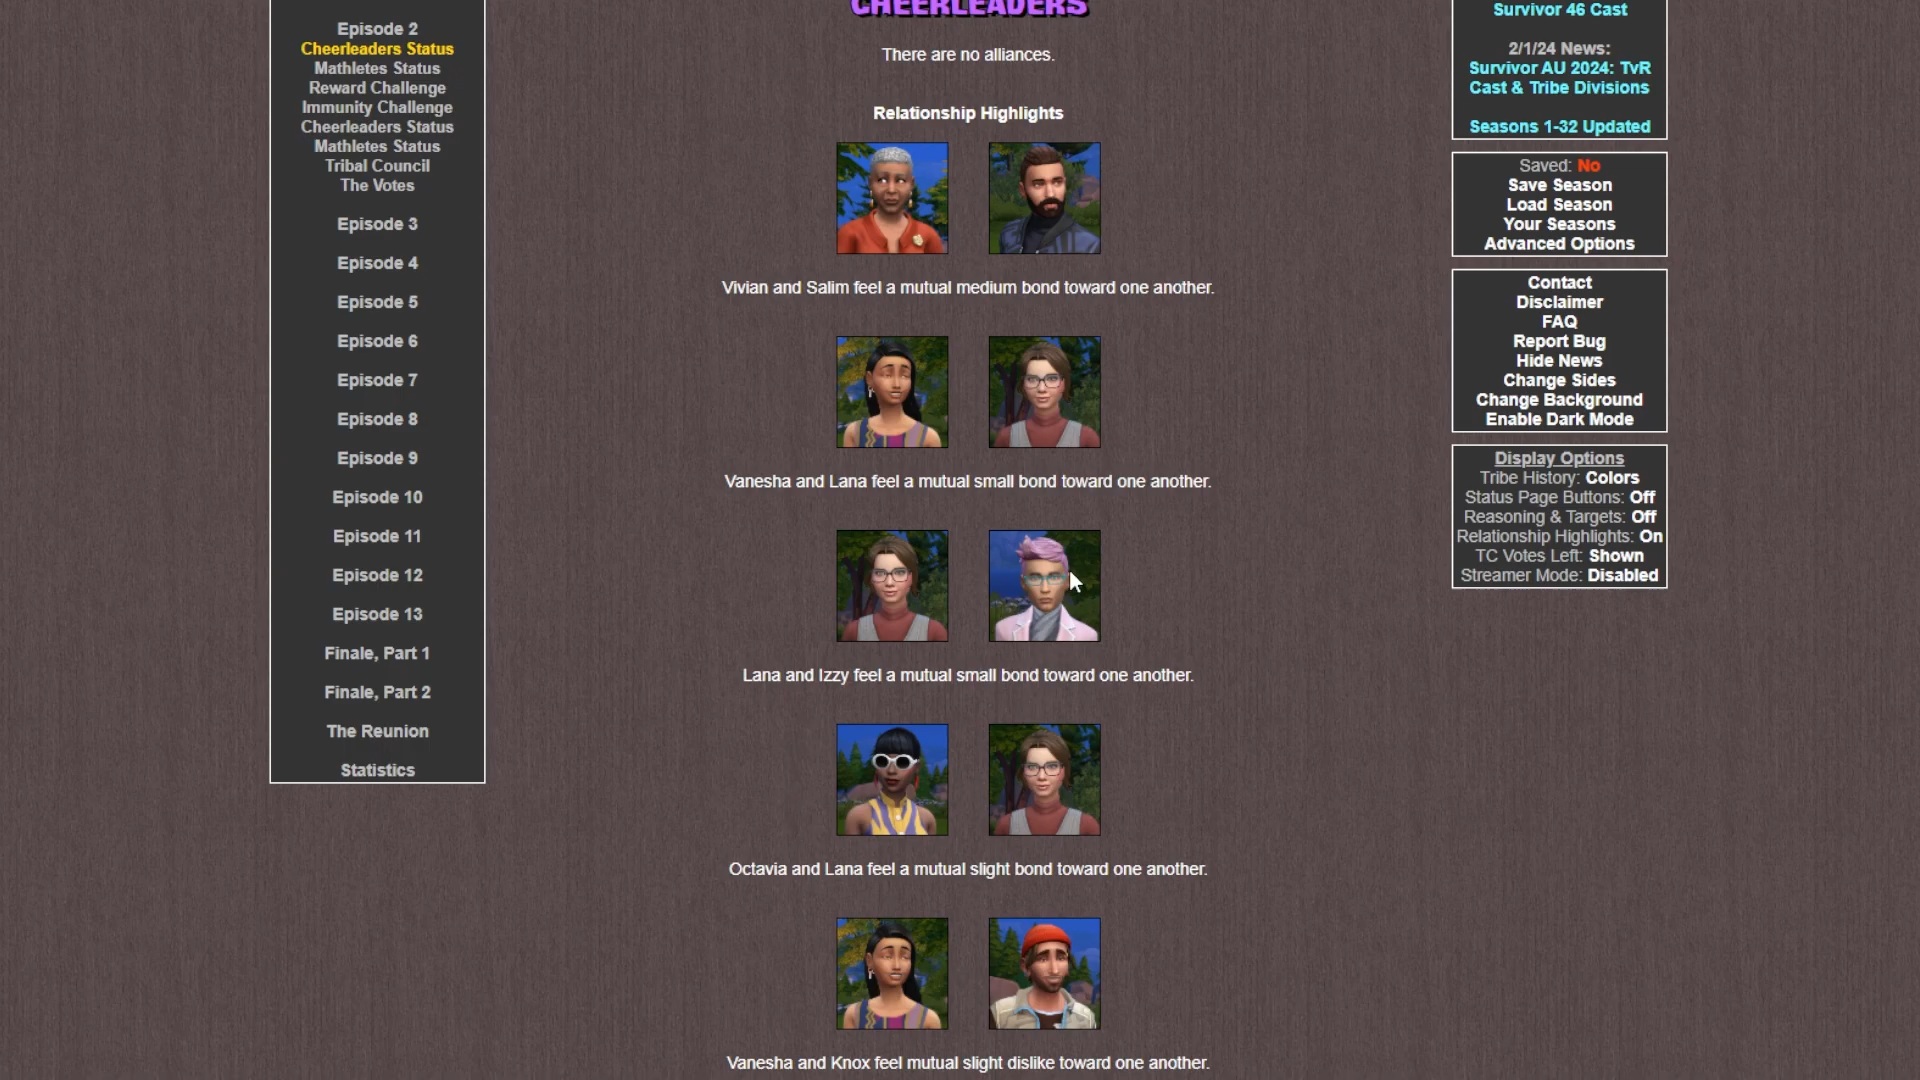 Episode 2
Cheerleaders Status
Mathletes Status
Reward Challenge
Immunity Challenge
Cheerleaders Status
Mathletes Status
Tribal Council
The Votes
Episode 3
Episode 4
Episode 5
Episode 6
Episode 7
Episode 8
Episode 9
Episode 10
Episode 11
Episode 12
Episode 13
Finale, Part 1
Finale, Part 2
The Reunion
Statistics
CHEERLEADERS
There are no alliances.
Relationship Highlights
Vivian and Salim feel a mutual medium bond toward one another.
Vanesha and Lana feel a mutual small bond toward one another.
Lana and Izzy feel a mutual small bond toward one another.
Octavia and Lana feel a mutual slight bond toward one another.
Vanesha and Knox feel mutual slight dislike toward one another.
Survivor 46 Cast
2/1/24 News:
Survivor AU 2024: TvR
Cast & Tribe Divisions
Seasons 1-32 Updated
Saved: No
Save Season
Load Season
Your Seasons
Advanced Options
Contact
Disclaimer
FAQ
Report Bug
Hide News
Change Sides
Change Background
Enable Dark Mode
Display Options
Tribe History: Colors
Status Page Buttons: Off
Reasoning & Targets: Off
Relationship Highlights: On
TC Votes Left: Shown
Streamer Mode: Disabled